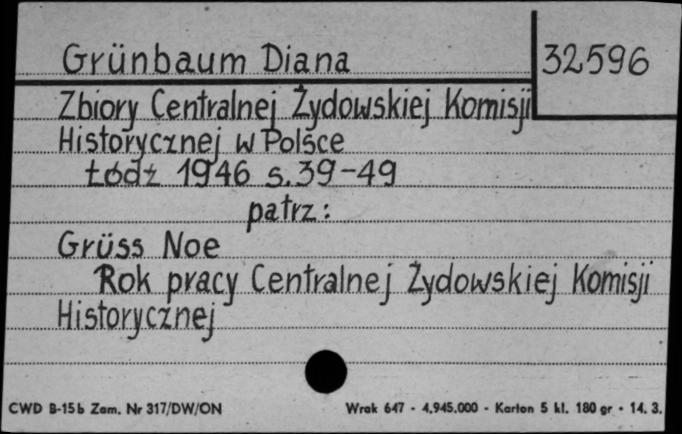 Grünbaum Diana
32596
Zbiory Centralnej Żydowskiej Komisji
Historycznej w Polsce
Łódź 1946 s.39-49
patrz:
Grüss Noe
Rok pracy Centralnej Żydowskiej Komisji
Historycznej
CWD B-15b Zam. Nr 317/DW/ON
Wrak 647 - 4.945.000 - Karton 5 kl. 180 gr - 14. 3.